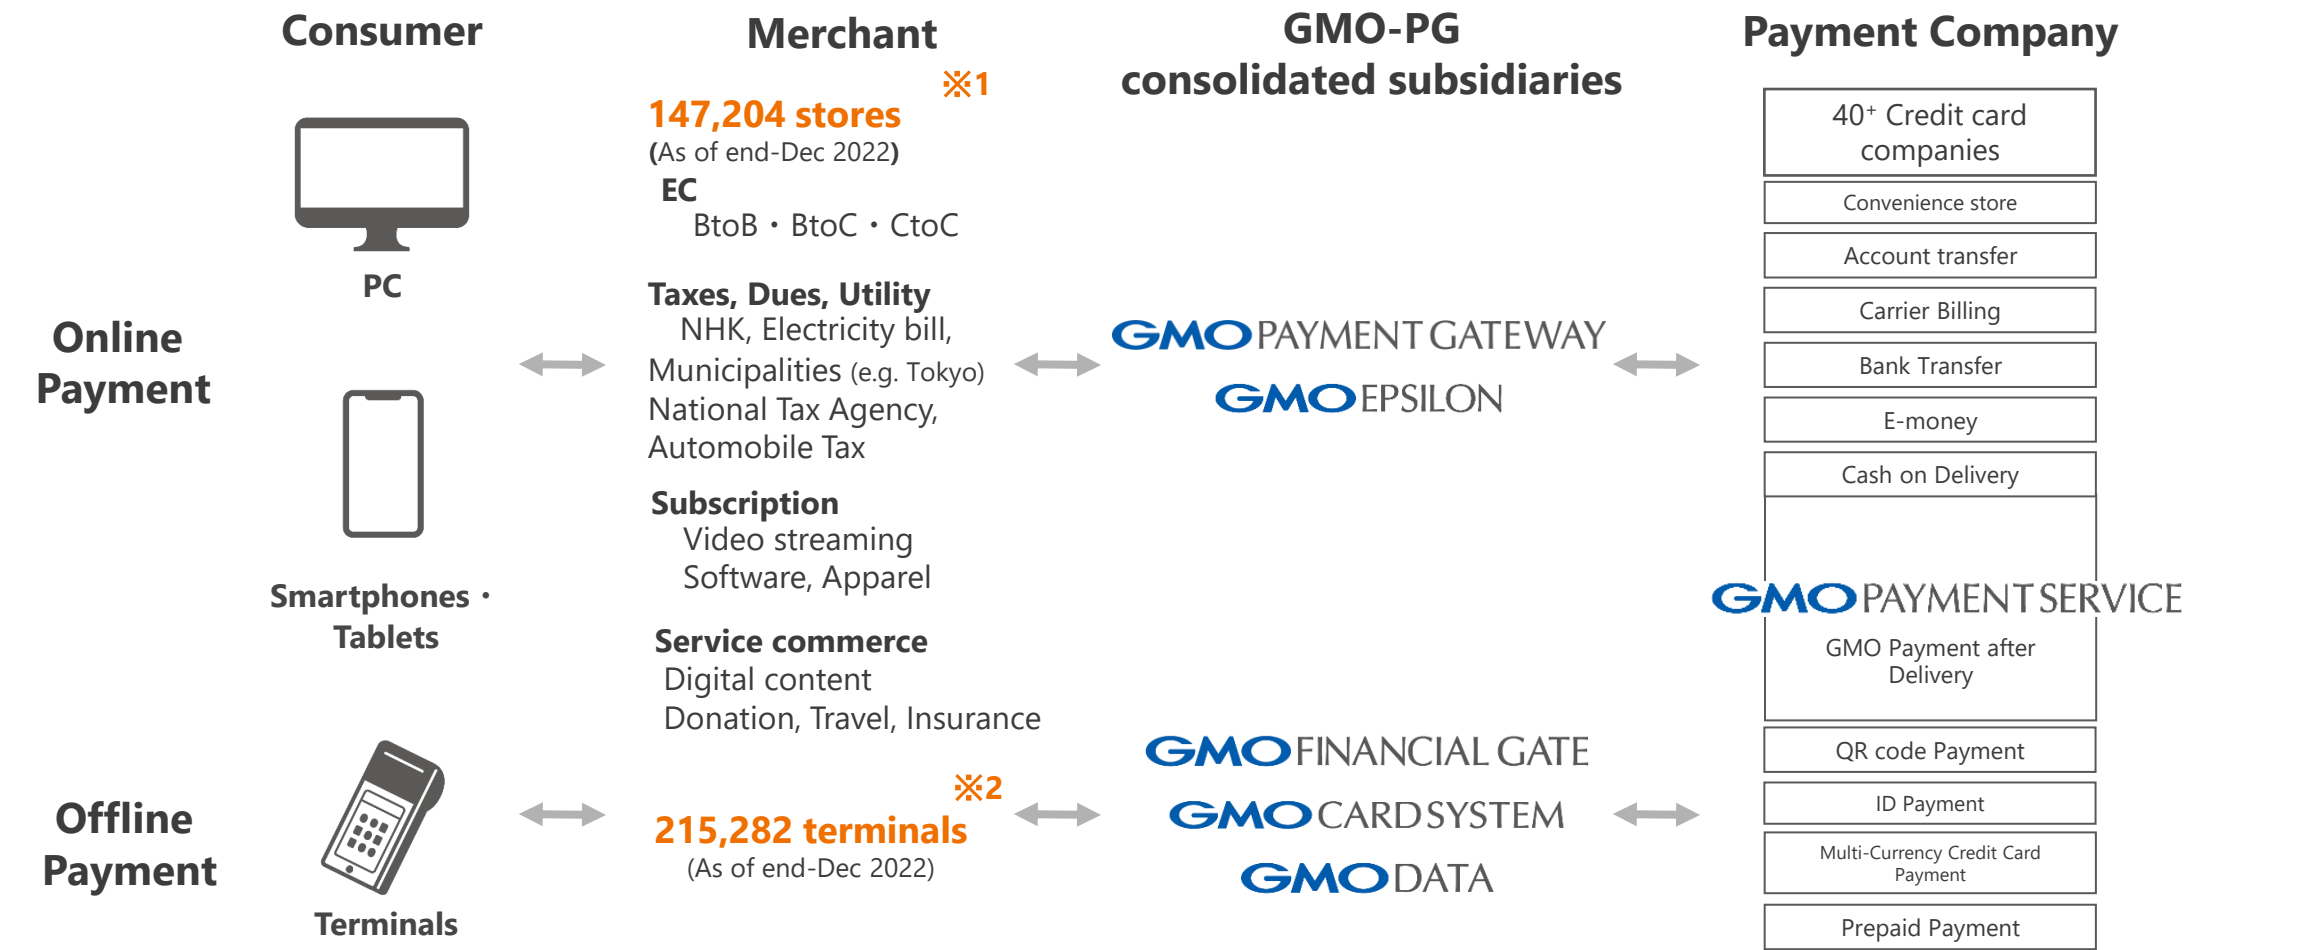 Consumer
Merchant
GMO-PG
consolidated subsidiaries
Payment Company
Online
Payment
PC
Smartphones・
Tablets
※1
147,204 stores
(As of end-Dec 2022)
EC
BtoB・BtoC・CtoC
Taxes, Dues, Utility
NHK, Electricity bill,
Municipalities (e.g. Tokyo)
National Tax Agency,
Automobile Tax
Subscription
Video streaming
Software, Apparel
Service commerce
Digital content
Donation, Travel, Insurance
GMO PAYMENT GATEWAY
GMO EPSILON
40+ Credit card
companies
Convenience store
Account transfer
Carrier Billing
Bank Transfer
E-money
Cash on Delivery
GMO PAYMENT SERVICE
GMO Payment after
Delivery
QR code Payment
ID Payment
Multi-Currency Credit Card
Payment
Prepaid Payment
Offline
Payment
Terminals
※2
215,282 terminals
(As of end-Dec 2022)
GMO FINANCIAL GATE
GMO CARD SYSTEM
GMO DATA